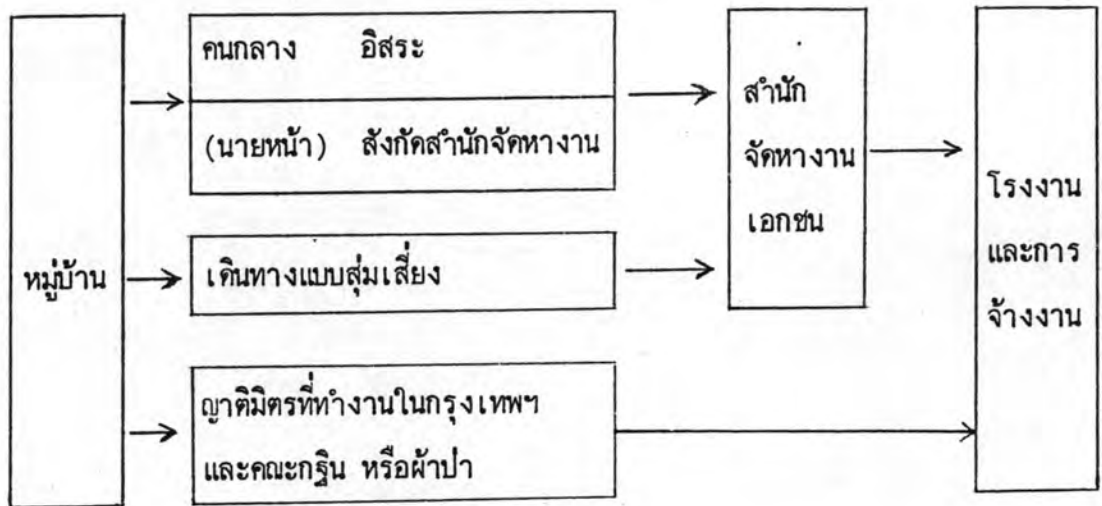 หมู่บ้าน
คนกลาง อิสระ
(นายหน้า) สังกัดสำนักจัดหางาน
เดินทางแบบสุ่มเสี่ยง
ญาติมิตรที่ทำงานในกรุงเทพฯ
และคณะกฐิน หรือผ้าป่า
สำนัก
จัดหางาน
เอกชน
โรงงาน
และการ
จ้างงาน